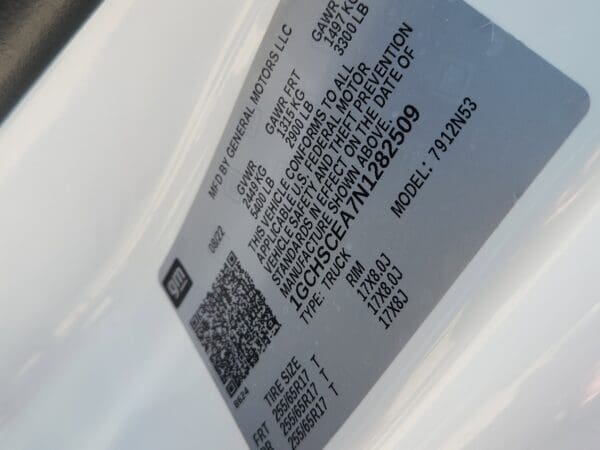 gm
MFD BY GENERAL MOTORS LLC
08/22 GVWR GAWR FRT GAWR
2449 KG 1315 KG 1497 KG
5400 LB 2900 LB 3300 LB
THIS VEHICLE CONFORMS TO ALL
APPLICABLE U.S. FEDERAL MOTOR
VEHICLE SAFETY AND THEFT PREVENTION
STANDARDS IN EFFECT ON THE DATE OF
MANUFACTURE SHOWN ABOVE.
1GCHSCEA7N1282509
TYPE: TRUCK MODEL: 7912N53
B624
TIRE SIZE RIM
FRT 255/65R17 T 17X8.0J
RR 255/65R17 T 17X8.0J
255/65R17 T 17X8J